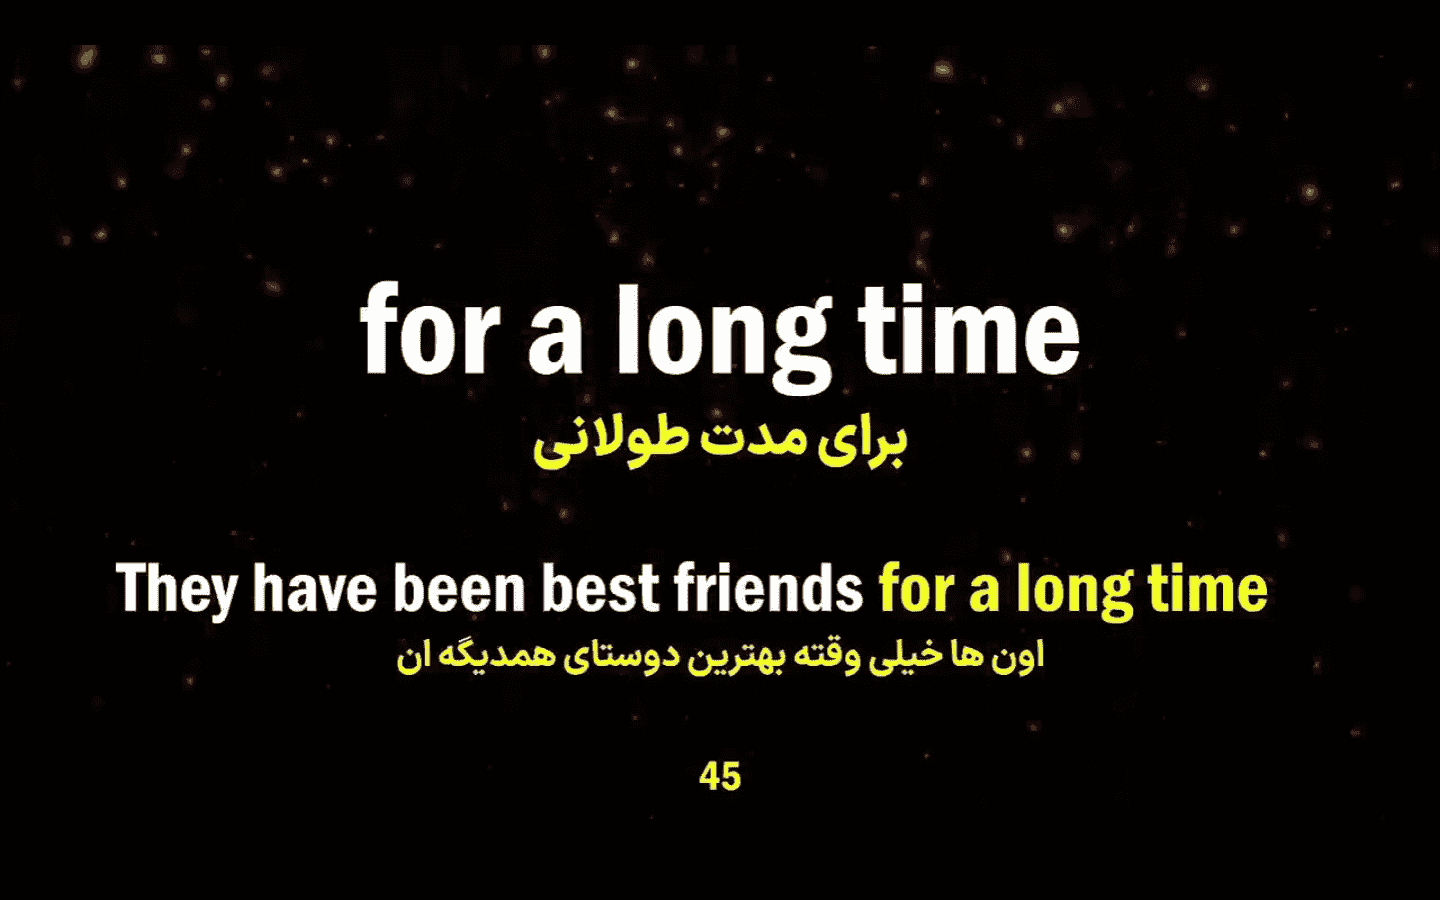 for a long time
برای مدت طولانی
They have been best friends for a long time
اون ها خیلی وقته بهترین دوستای همدیگه ان
45